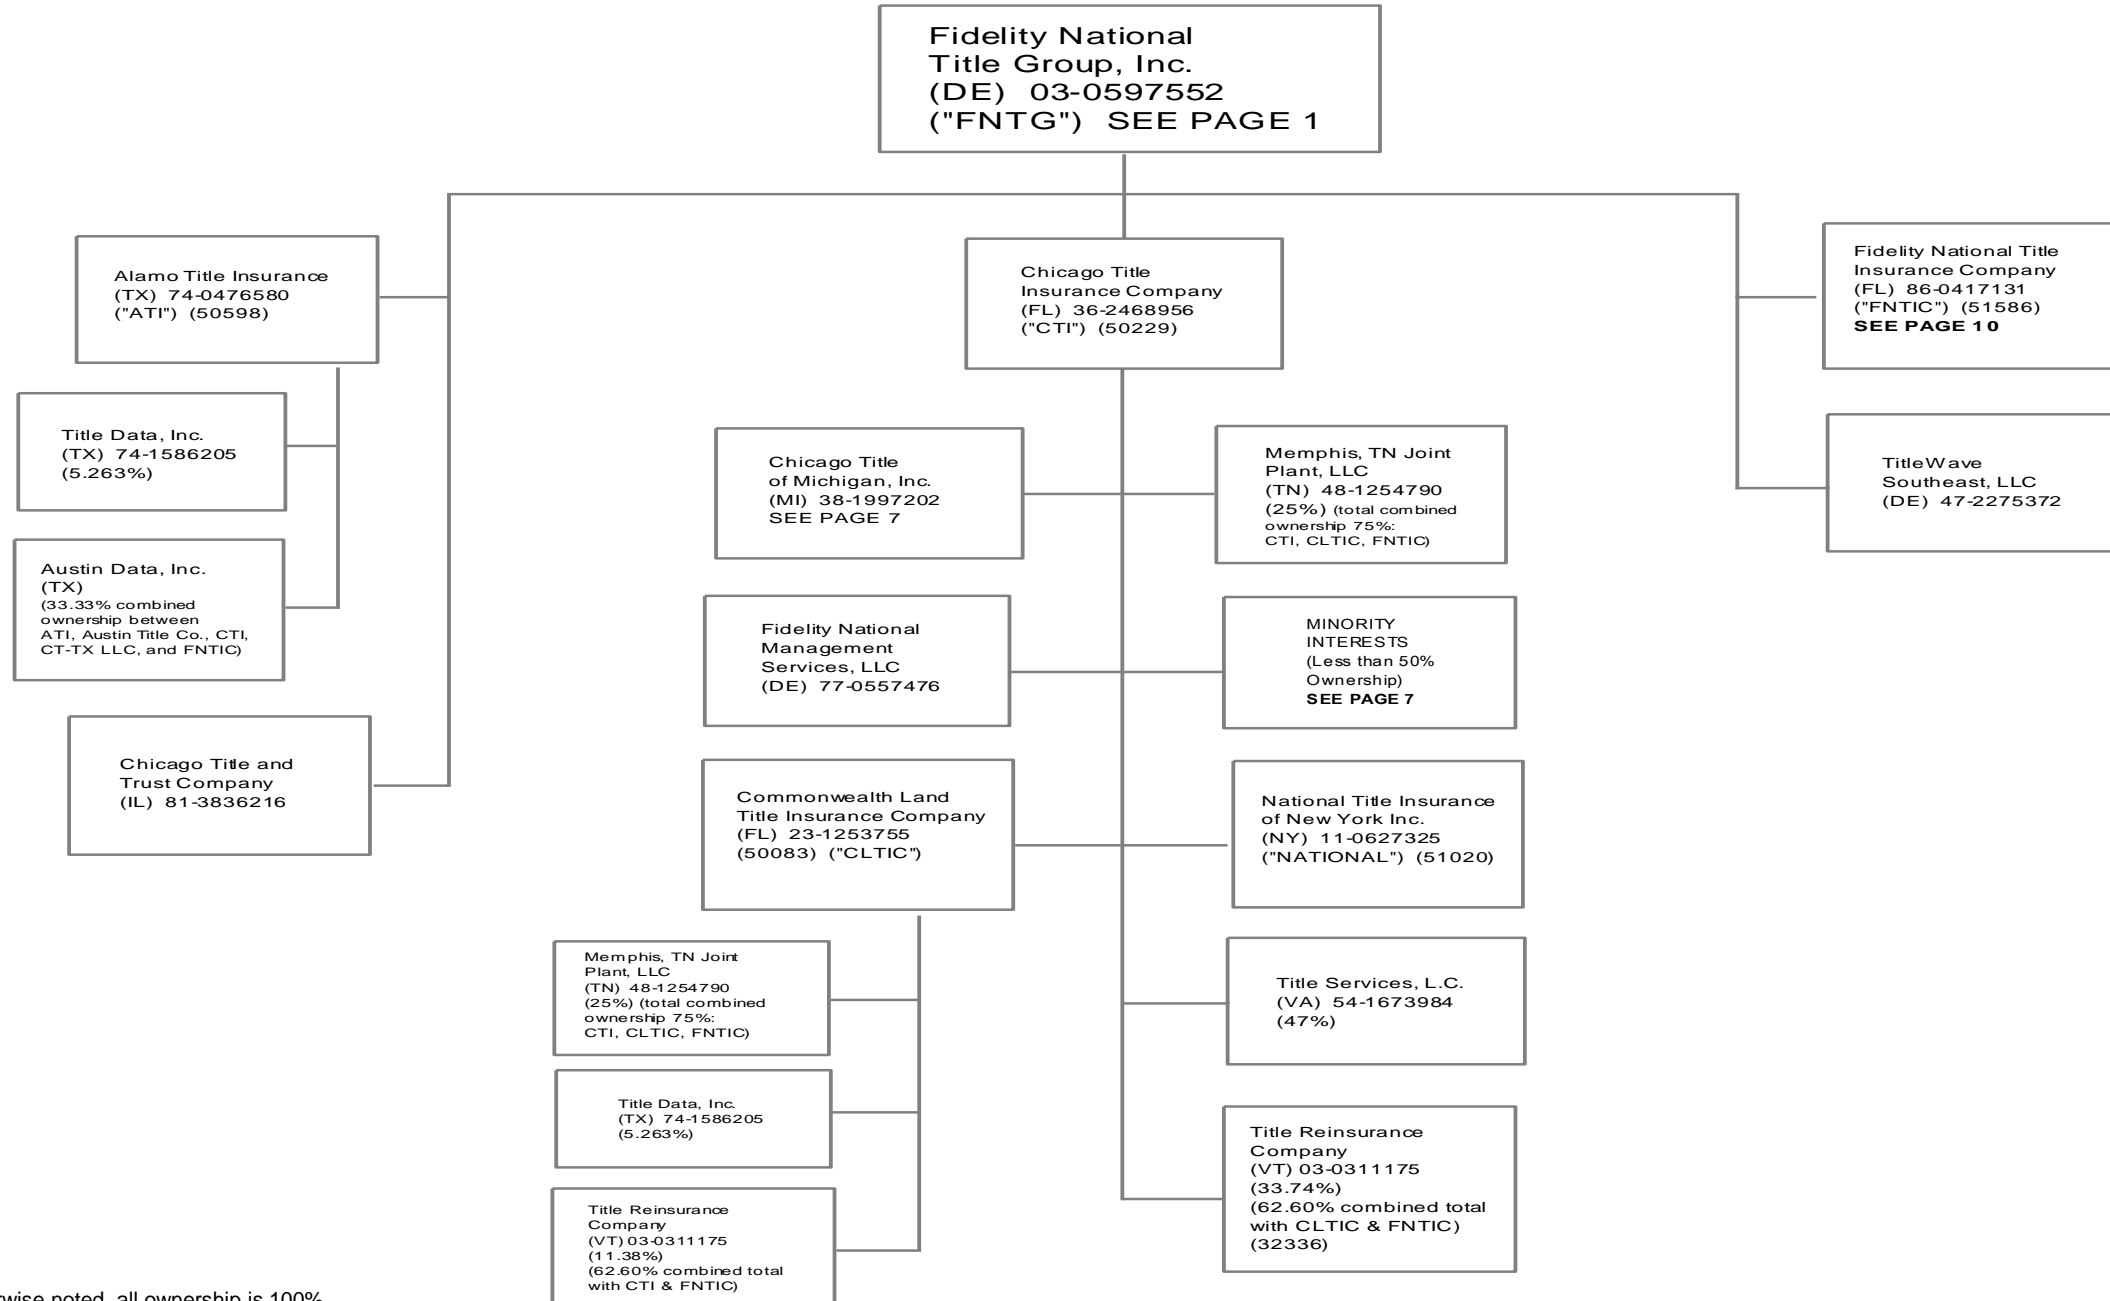 Fidelity National
Title Group, Inc.
(DE) 03-0597552
("FNTG") SEE PAGE 1
Alamo Title Insurance
(TX) 74-0476580
("ATI") (50598)
Chicago Title
Insurance Company
(FL) 36-2468956
("CTI") (50229)
Fidelity National Title
Insurance Company
(FL) 86-0417131
("FNTIC") (51586)
SEE PAGE 10
Title Data, Inc.
(TX) 74-1586205
(5.263%)
Chicago Title
of Michigan, Inc.
(MI) 38-1997202
SEE PAGE 7
Memphis, TN Joint
Plant, LLC
(TN) 48-1254790
(25%) (total combined
ownership 75%:
CTI, CLTIC, FNTIC)
TitleWave
Southeast, LLC
(DE) 47-2275372
Austin Data, Inc.
(TX)
(33.33% combined
ownership between
ATI, Austin Title Co., CTI,
CT-TX LLC, and FNTIC)
Fidelity National
Management
Services, LLC
(DE) 77-0557476
MINORITY
INTERESTS
(Less than 50%
Ownership)
SEE PAGE 7
Chicago Title and
Trust Company
(IL) 81-3836216
Commonwealth Land
Title Insurance Company
(FL) 23-1253755
(50083) ("CLTIC")
National Title Insurance
of New York Inc.
(NY) 11-0627325
("NATIONAL") (51020)
Memphis, TN Joint
Plant, LLC
(TN) 48-1254790
(25%) (total combined
ownership 75%:
CTI, CLTIC, FNTIC)
Title Services, L.C.
(VA) 54-1673984
(47%)
Title Data, Inc.
(TX) 74-1586205
(5.263%)
Title Reinsurance
Company
(VT) 03-0311175
(33.74%)
(62.60% combined total
with CLTIC & FNTIC)
(32336)
Title Reinsurance
Company
(VT) 03-0311175
(11.38%)
(62.60% combined total
with CTI & FNTIC)
noted, all ownership is 100%